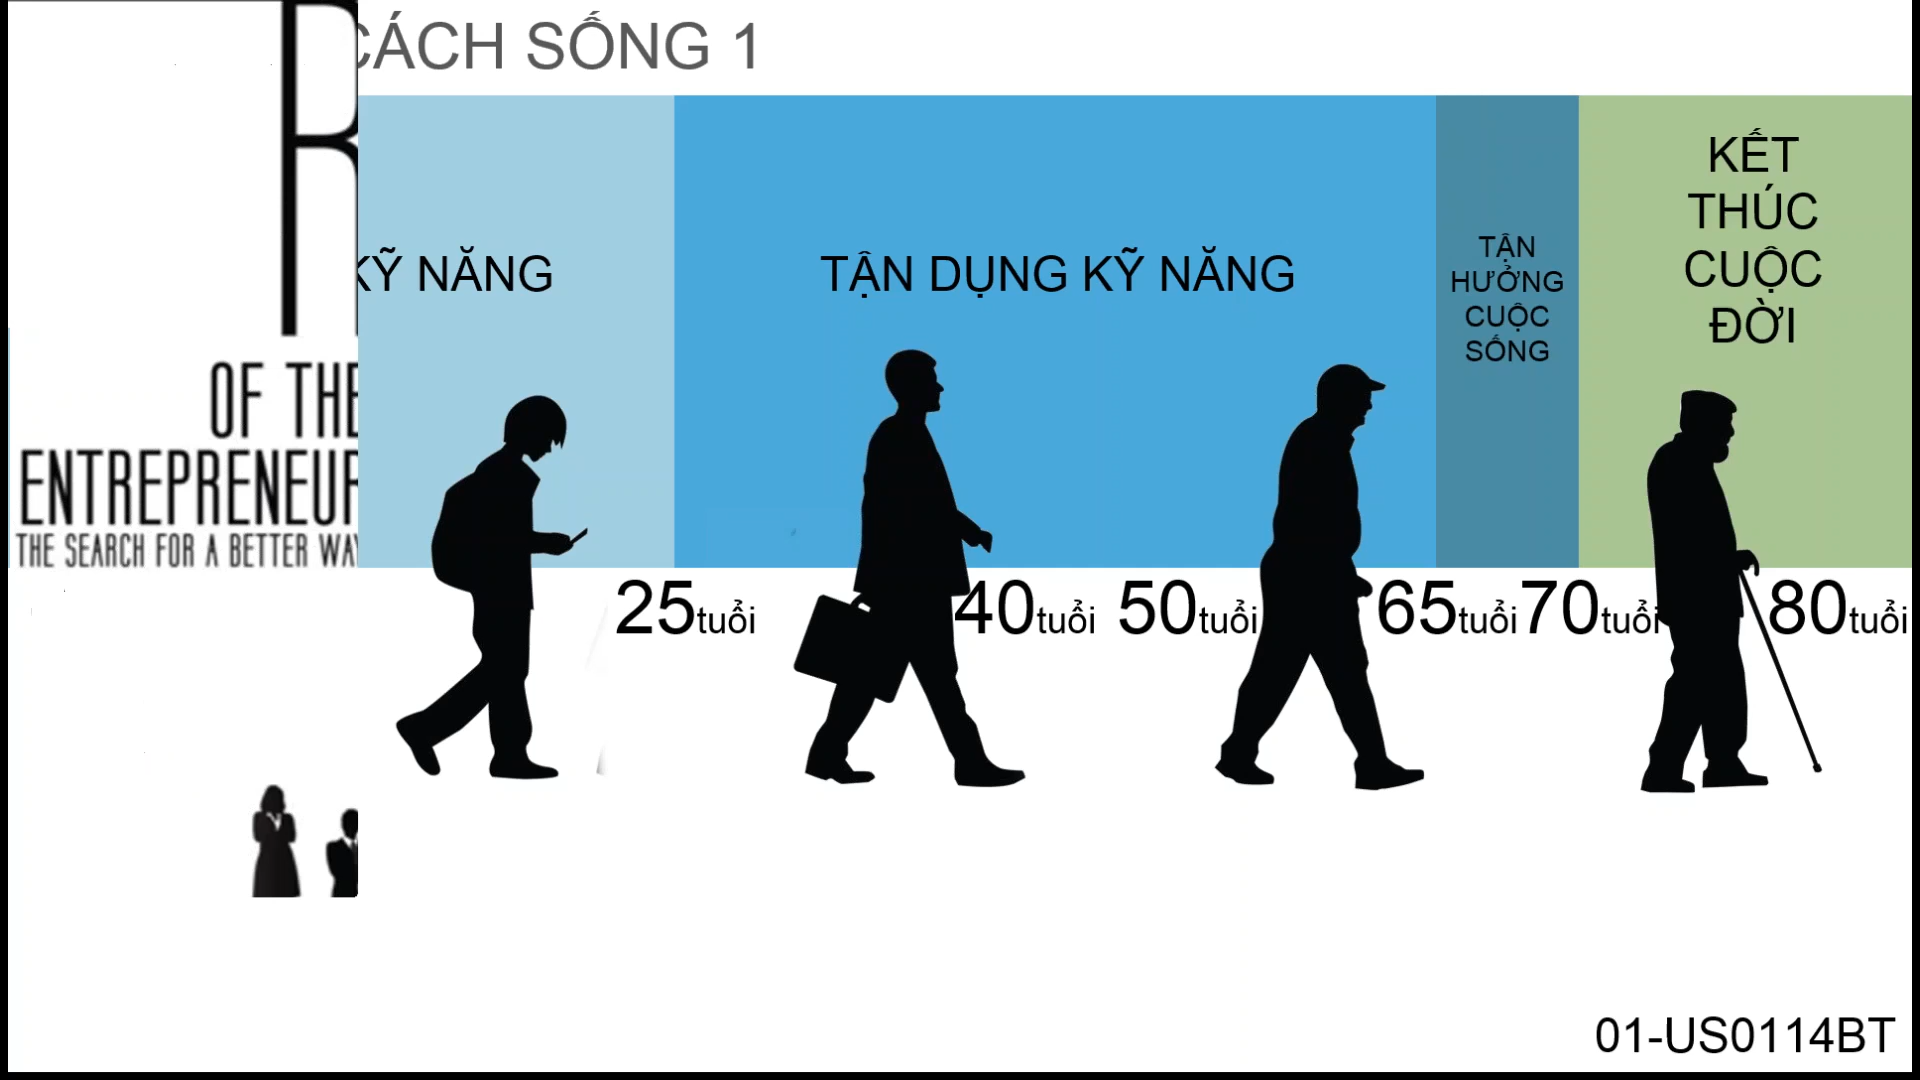 CÁCH SỐNG 1
R
OF THE
ENTREPRENEUR
THE SEARCH FOR A BETTER WAY
KỸ NĂNG
TẬN DỤNG KỸ NĂNG
TẬN
HƯỞNG
CUỘC
SỐNG
KẾT
THÚC
CUỘC
ĐỜI
25tuổi
40tuổi
50tuổi
65tuổi
70tuổi
80tuổi
01-US0114BT